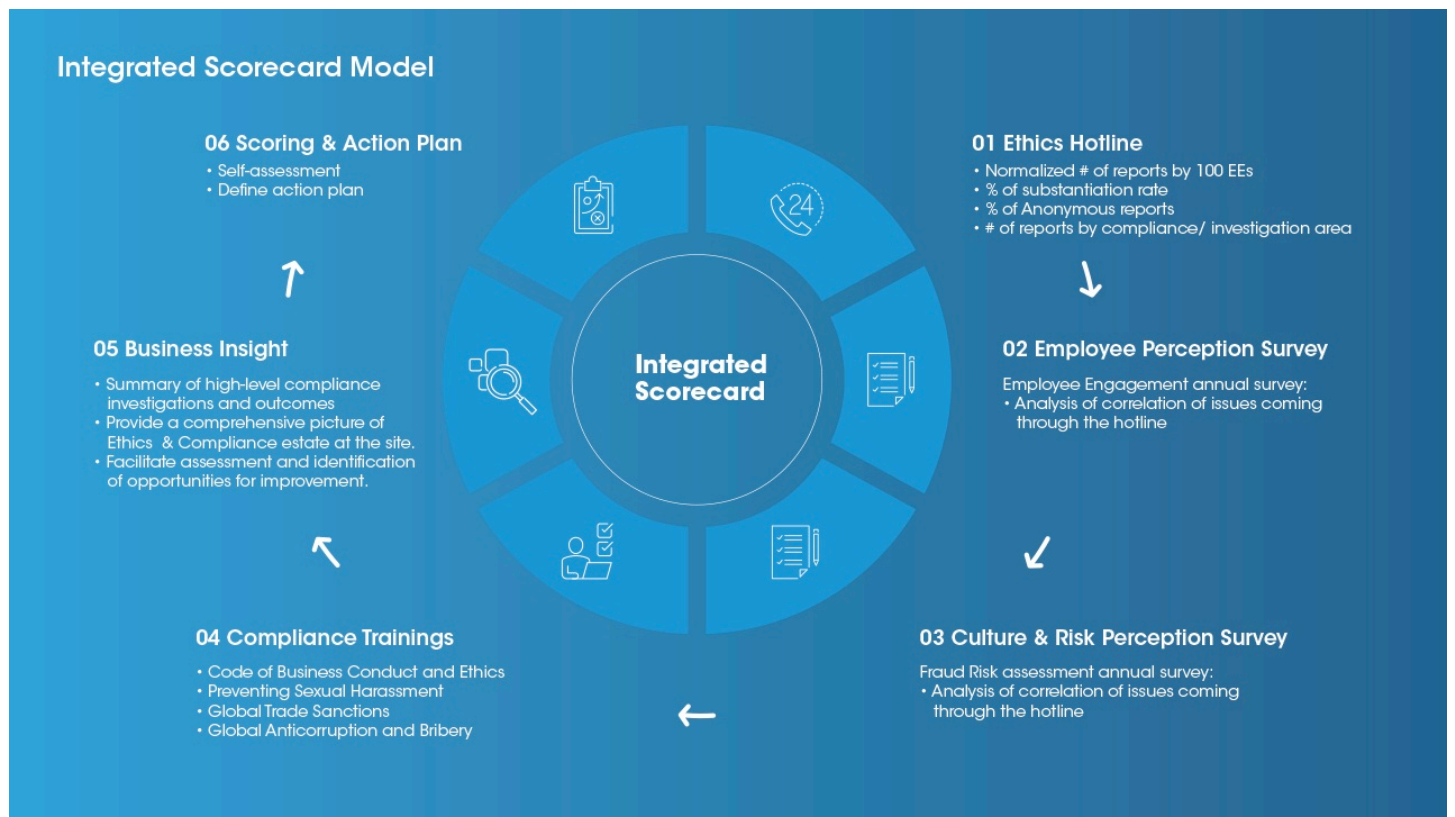 Integrated Scorecard Model
06 Scoring & Action Plan
• Self-assessment
• Define action plan
01 Ethics Hotline
• Normalized # of reports by 100 EEs
• % of substantiation rate
• % of Anonymous reports
• # of reports by compliance/ investigation area
24
05 Business Insight
• Summary of high-level compliance
investigations and outcomes
• Provide a comprehensive picture of
Ethics & Compliance estate at the site.
• Facilitate assessment and identification
of opportunities for improvement.
Integrated
Scorecard
02 Employee Perception Survey
Employee Engagement annual survey:
• Analysis of correlation of issues coming
through the hotline
04 Compliance Trainings
• Code of Business Conduct and Ethics
• Preventing Sexual Harassment
• Global Trade Sanctions
• Global Anticorruption and Bribery
03 Culture & Risk Perception Survey
Fraud Risk assessment annual survey:
• Analysis of correlation of issues coming
through the hotline